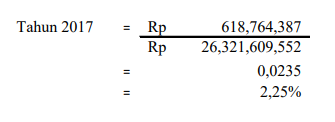 Tahun 2017 = Rp 618,764,387
Rp 26,321,609,552
= 0,0235
= 2,25%